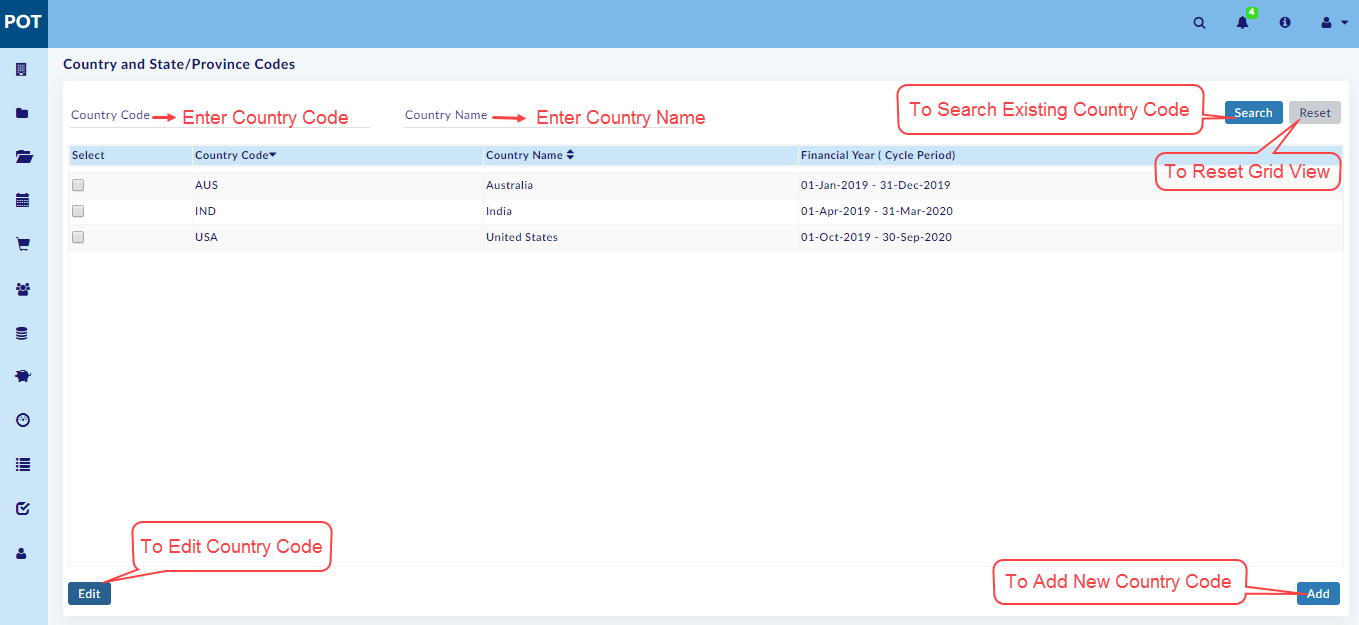 POT
4
Country and State/Province Codes
Country Code Enter Country Code Country Name Enter Country Name To Search Existing Country Code Search Reset
Select Country Code Country Name Financial Year ( Cycle Period)
To Reset Grid View
AUS Australia 01-Jan-2019 - 31-Dec-2019
IND India 01-Apr-2019 - 31-Mar-2020
USA United States 01-Oct-2019 - 30-Sep-2020
To Edit Country Code
To Add New Country Code
Edit Add